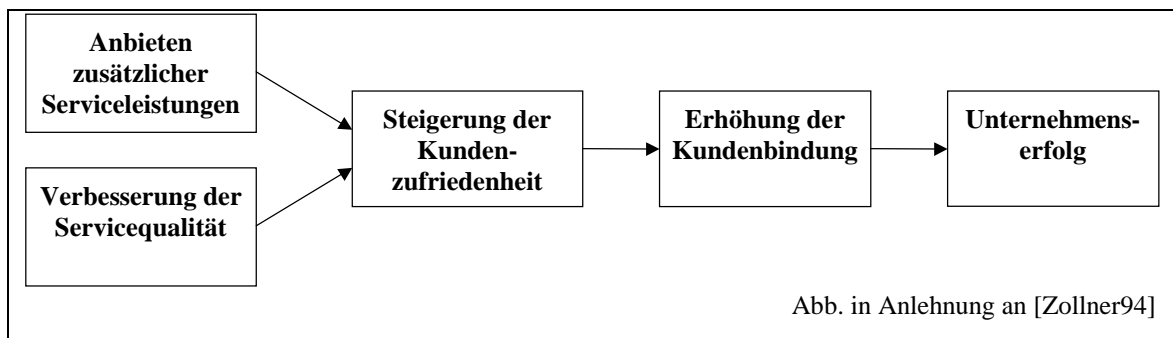 Anbieten
zusätzlicher
Serviceleistungen
Verbesserung der
Servicequalität
Steigerung der
Kunden-
zufriedenheit
Erhöhung der
Kundenbindung
Unternehmens-
erfolg
Abb. in Anlehnung an [Zollner94]